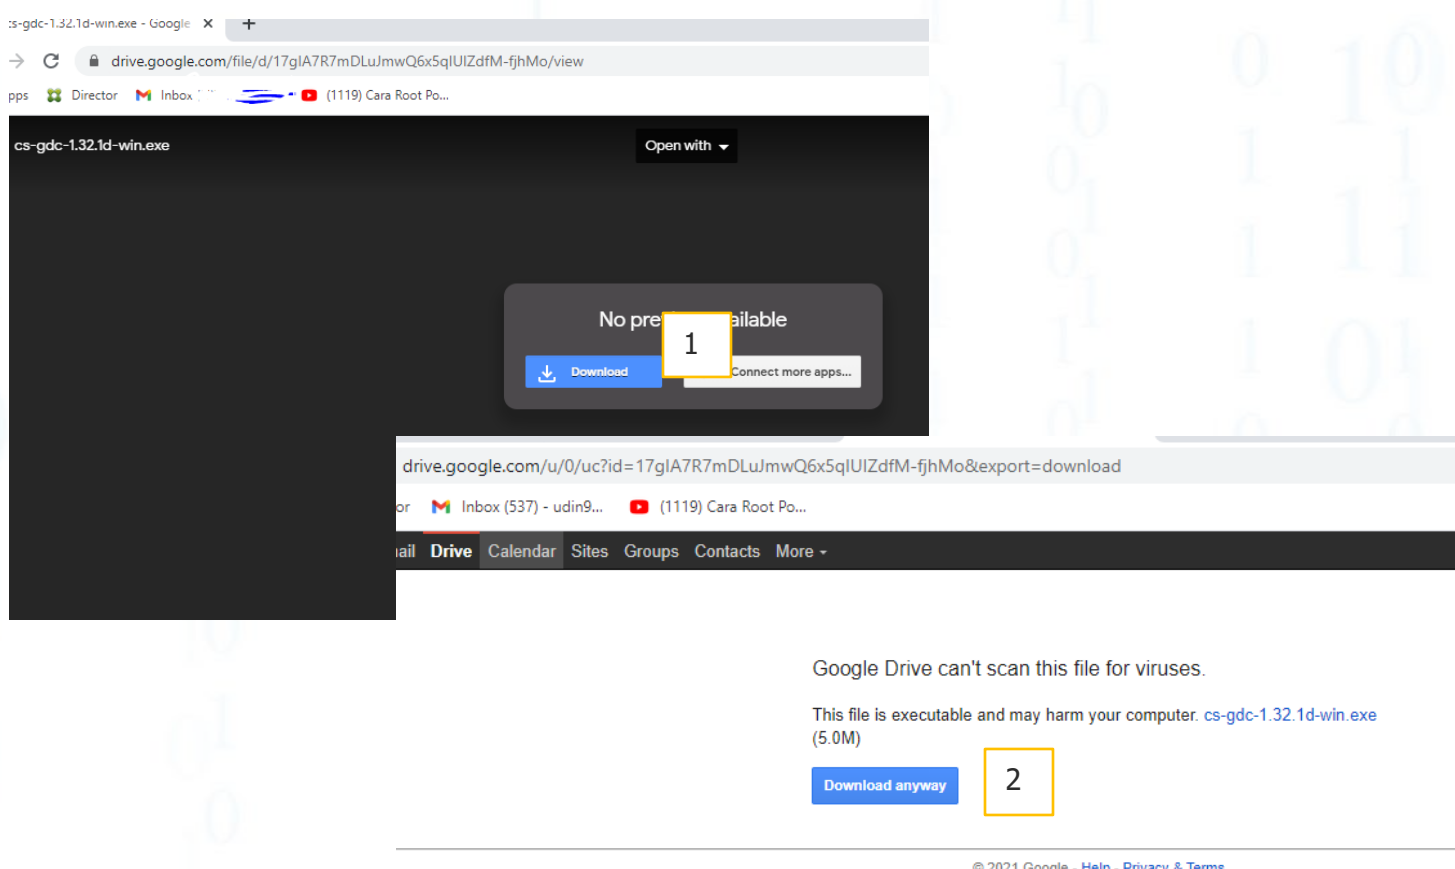 cs-gdc-1.32.1d-win.exe - Google
drive.google.com/file/d/17gIA7R7mDLuJmwQ6x5qIUIZdfM-fjhMo/view
pps Director Inbox (1119) Cara Root Po...
cs-gdc-1.32.1d-win.exe
Open with
No pre ailable
1
Download
Connect more apps...
drive.google.com/u/0/uc?id=17gIA7R7mDLuJmwQ6x5qIUIZdfM-fjhMo&export=download
or Inbox (537) - udin9... (1119) Cara Root Po...
ail Drive Calendar Sites Groups Contacts More
Google Drive can't scan this file for viruses.
This file is executable and may harm your computer. cs-gdc-1.32.1d-win.exe
(5.0M)
Download anyway
2
© 2021 Google - Help - Privacy & Terms